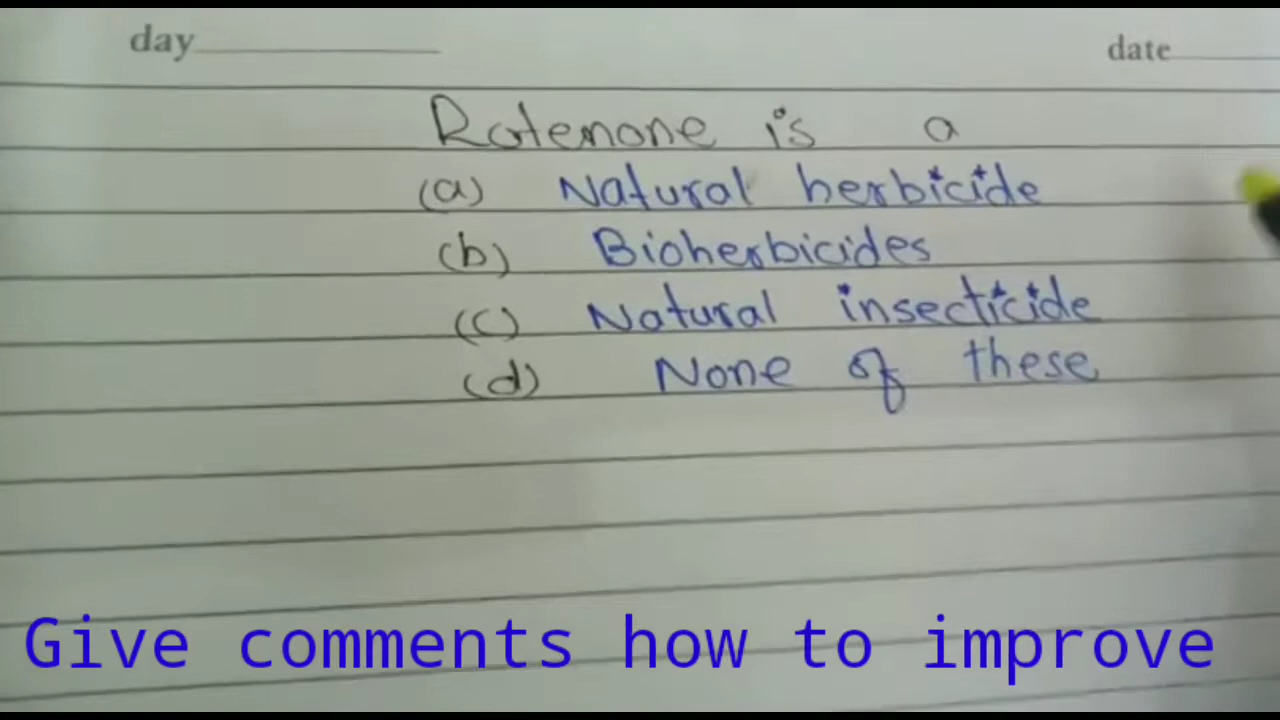 day
date
Rotenone is a
(a) Natural herbicide
(b) Bioherbicides
(c) Natural insecticide
(d) None of these
Give comments how to improve